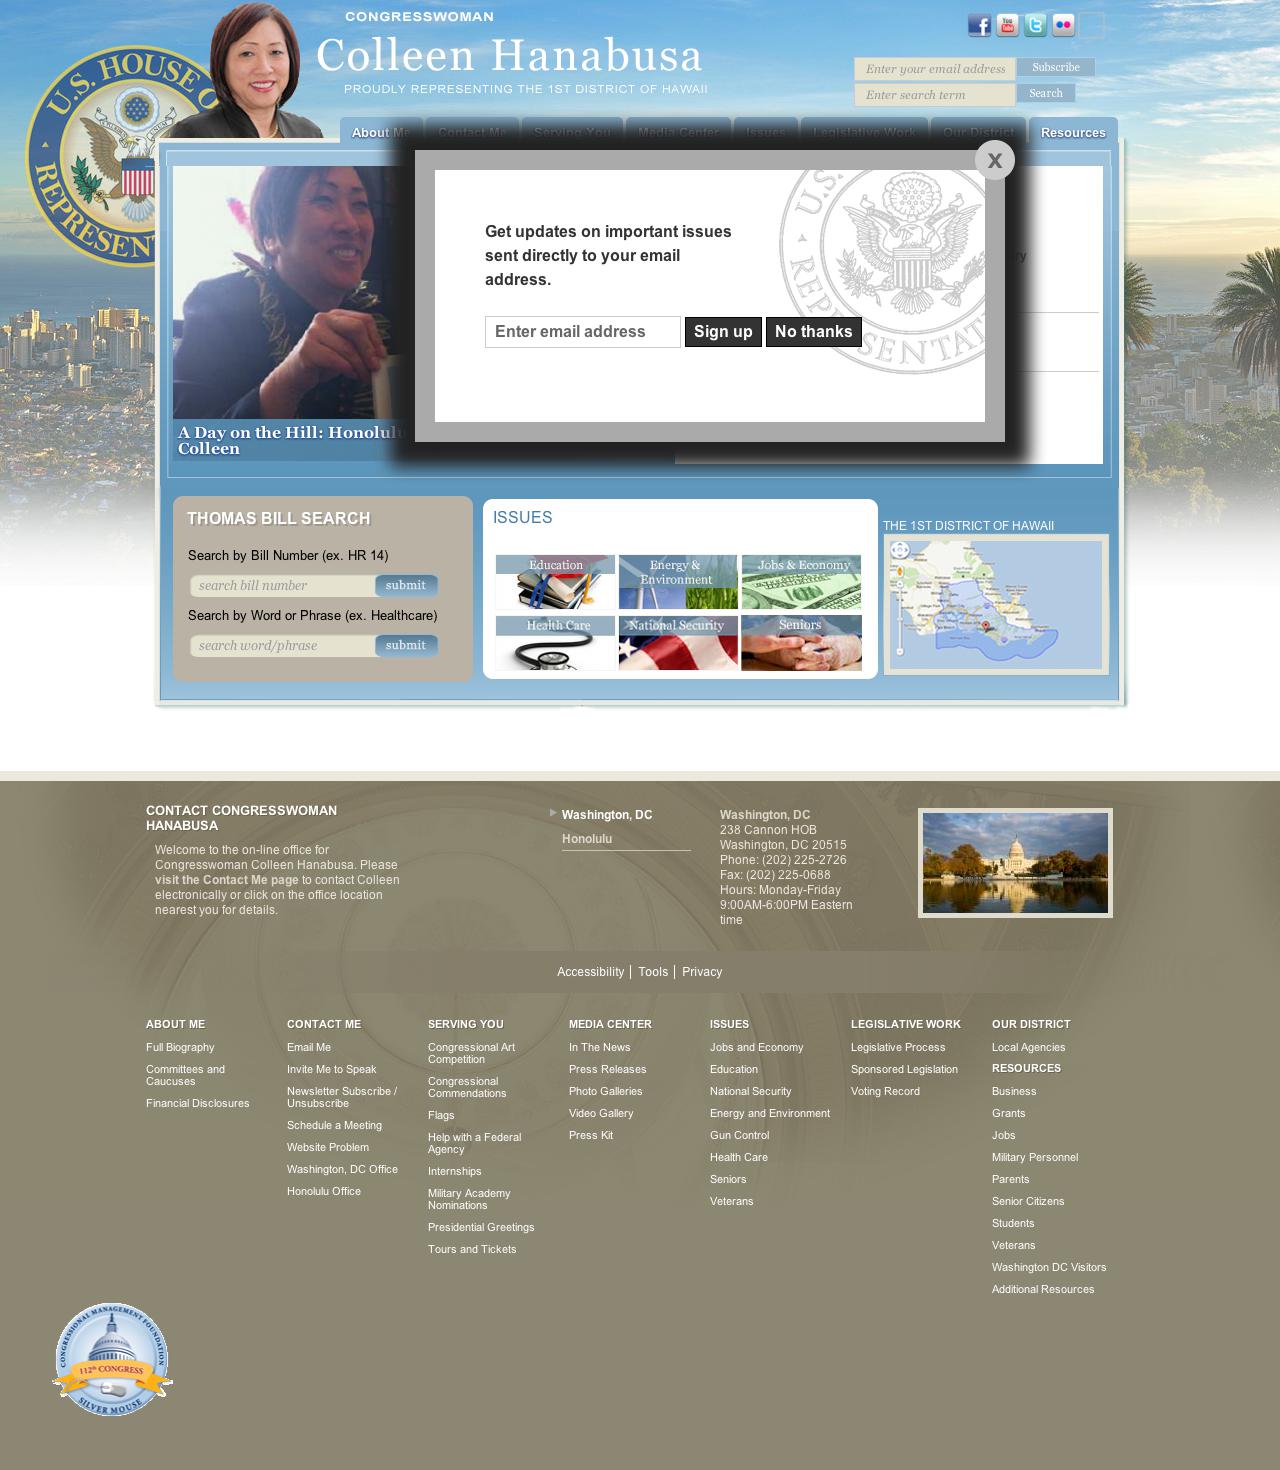 CONGRESSWOMAN
Colleen Hanabusa
PROUDLY REPRESENTING THE 1ST DISTRICT OF HAWAII
Enter your email address
Subscribe
Enter search term
Search
About Me
Contact Me
Serving You
Media Center
Issues
Legislative Work
Our District
Resources
U.S. HOUSE O
REPRESENT
X
Get updates on important issues
sent directly to your email
address.
Enter email address
Sign up
No thanks
A Day on the Hill: Honolulu
Colleen
THOMAS BILL SEARCH
Search by Bill Number (ex. HR 14)
search bill number
submit
Search by Word or Phrase (ex. Healthcare)
search word/phrase
submit
ISSUES
Education
Energy &
Environment
Jobs & Economy
Health Care
National Security
Seniors
THE 1ST DISTRICT OF HAWAII
CONTACT CONGRESSWOMAN
HANABUSA
Welcome to the on-line office for
Congresswoman Colleen Hanabusa. Please
visit the Contact Me page to contact Colleen
electronically or click on the office location
nearest you for details.
Washington, DC
Honolulu
Washington, DC
238 Cannon HOB
Washington, DC 20515
Phone: (202) 225-2726
Fax: (202) 225-0688
Hours: Monday-Friday
9:00AM-6:00PM Eastern
time
Accessibility
Tools
Privacy
ABOUT ME
Full Biography
Committees and
Caucuses
Financial Disclosures
CONTACT ME
Email Me
Invite Me to Speak
Newsletter Subscribe /
Unsubscribe
Schedule a Meeting
Website Problem
Washington, DC Office
Honolulu Office
SERVING YOU
Congressional Art
Competition
Congressional
Commendations
Flags
Help with a Federal
Agency
Internships
Military Academy
Nominations
Presidential Greetings
Tours and Tickets
MEDIA CENTER
In The News
Press Releases
Photo Galleries
Video Gallery
Press Kit
ISSUES
Jobs and Economy
Education
National Security
Energy and Environment
Gun Control
Health Care
Seniors
Veterans
LEGISLATIVE WORK
Legislative Process
Sponsored Legislation
Voting Record
OUR DISTRICT
Local Agencies
RESOURCES
Business
Grants
Jobs
Military Personnel
Parents
Senior Citizens
Students
Veterans
Washington DC Visitors
Additional Resources
CONGRESSIONAL MANAGEMENT FOUNDATION
112th CONGRESS
SILVER MOUSE